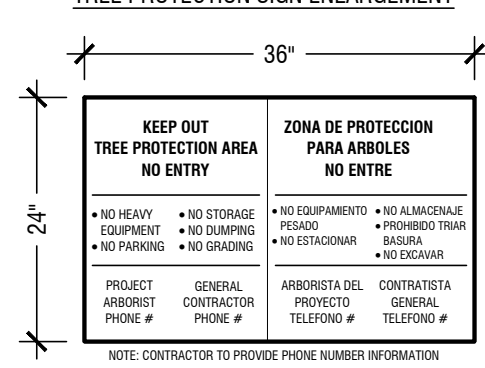 TREE PROTECTION SIGN ENLARGEMENT
36"
24"
KEEP OUT
TREE PROTECTION AREA
NO ENTRY
• NO HEAVY
EQUIPMENT
• NO PARKING
• NO STORAGE
• NO DUMPING
• NO GRADING
PROJECT
ARBORIST
PHONE #
GENERAL
CONTRACTOR
PHONE #
ZONA DE PROTECCION
PARA ARBOLES
NO ENTRE
• NO EQUIPAMIENTO
PESADO
• NO ESTACIONAR
• NO ALMACENAJE
• PROHIBIDO TRIAR
BASURA
• NO EXCAVAR
ARBORISTA DEL
PROYECTO
TELEFONO #
CONTRATISTA
GENERAL
TELEFONO #
NOTE: CONTRACTOR TO PROVIDE PHONE NUMBER INFORMATION